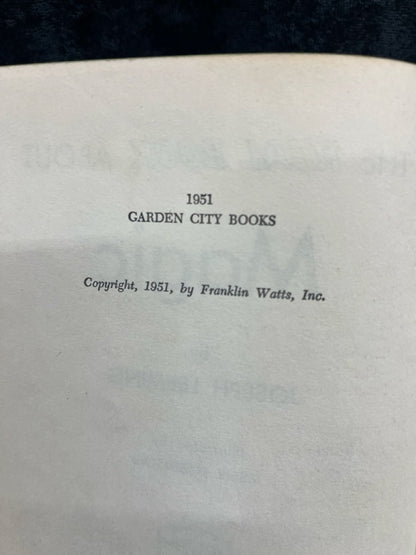 1951
GARDEN CITY BOOKS
Copyright, 1951, by Franklin Watts, Inc.